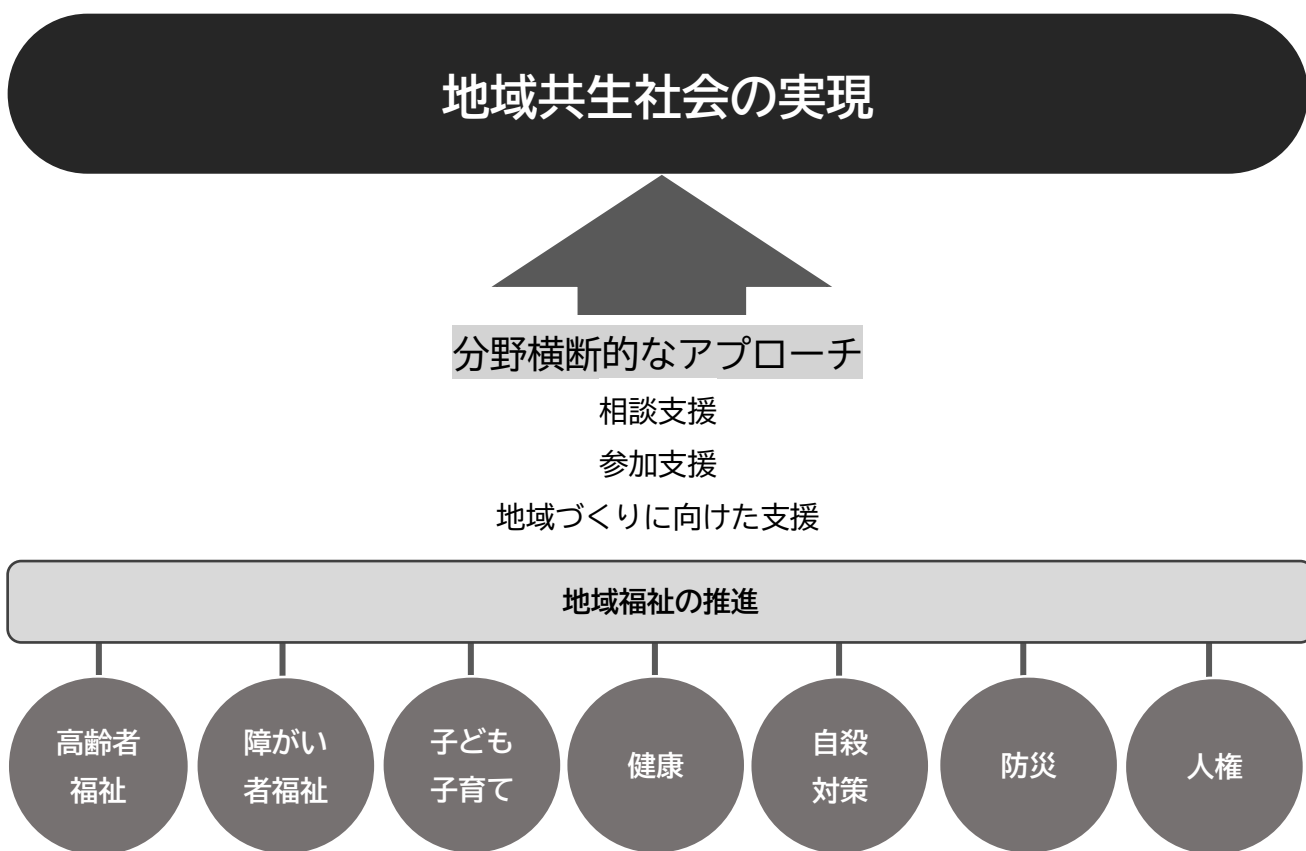 地域共生社会の実現
分野横断的なアプローチ
相談支援
参加支援
地域づくりに向けた支援
地域福祉の推進
高齢者
福祉
障がい
者福祉
子ども
子育て
健康
自殺
対策
防災
人権